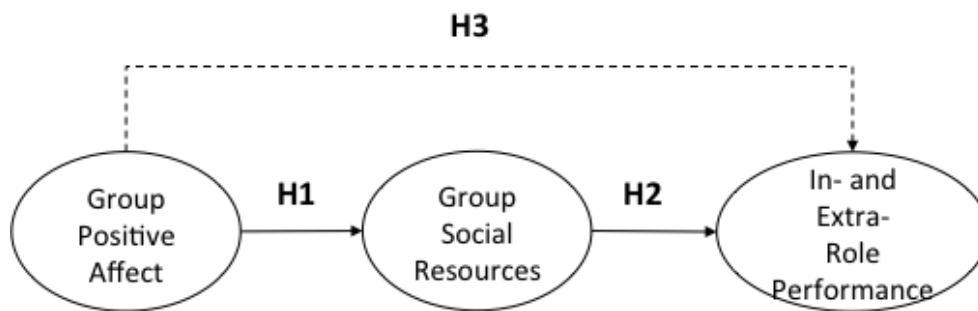 H3
Group
Positive
Affect
H1
Group
Social
Resources
H2
In- and
Extra-
Role
Performance